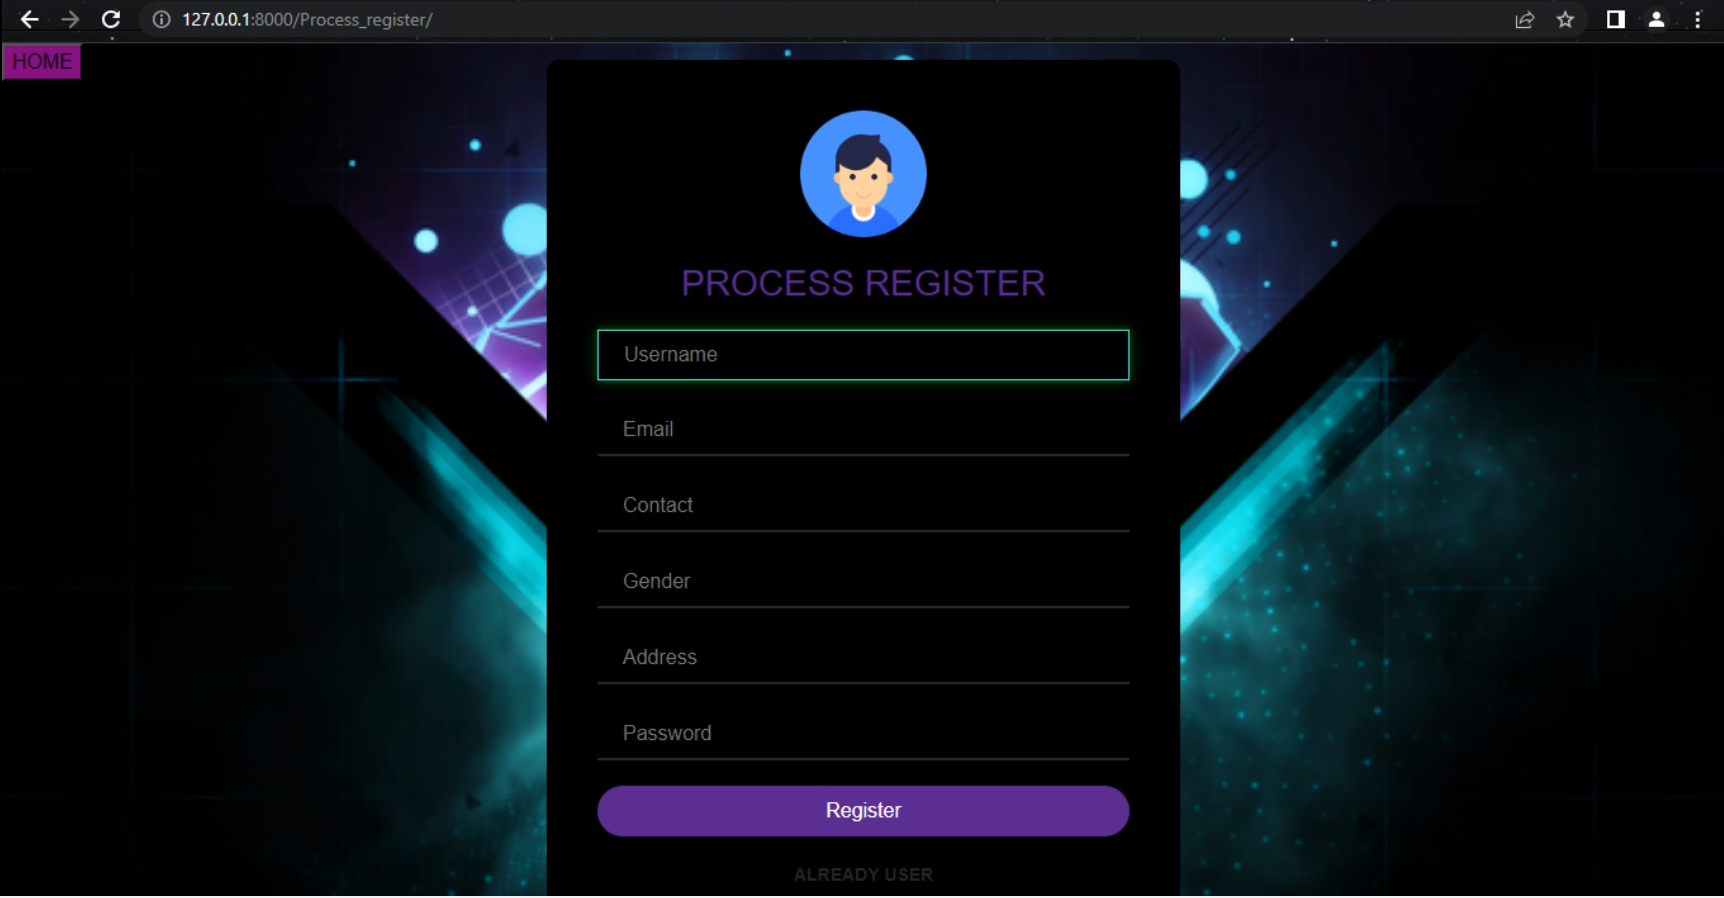 127.0.0.1:8000/Process_register/
HOME
PROCESS REGISTER
Username
Email
Contact
Gender
Address
Password
Register
ALREADY USER